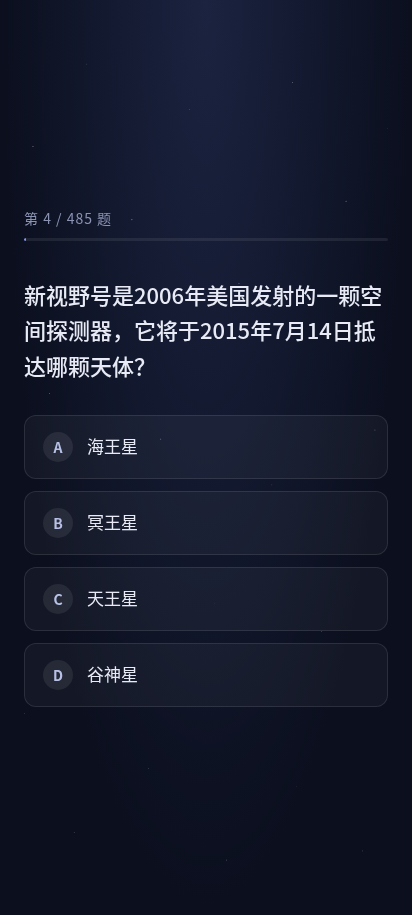 第 4 / 485 题
新视野号是2006年美国发射的一颗空
间探测器，它将于2015年7月14日抵
达哪颗天体？
A 海王星
B 冥王星
C 天王星
D 谷神星